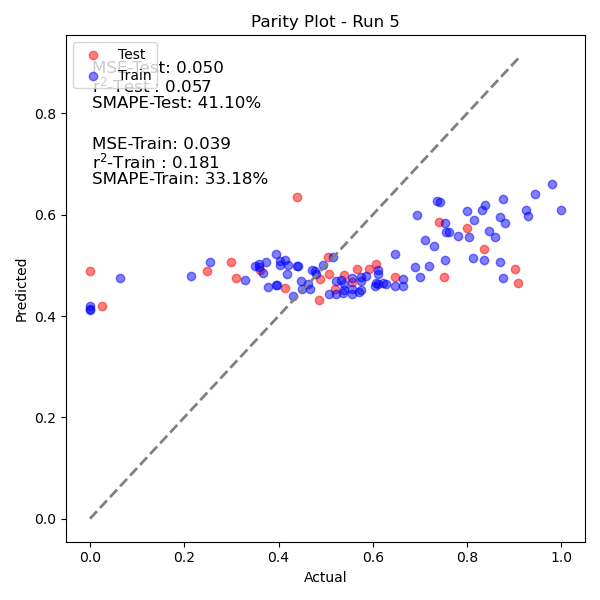 Parity Plot - Run 5
Test
Train
MSE-Test: 0.050
r²-Test : 0.057
SMAPE-Test: 41.10%
MSE-Train: 0.039
r²-Train : 0.181
SMAPE-Train: 33.18%
Predicted
0.8
0.6
0.4
0.2
0.0
0.0 0.2 0.4 0.6 0.8 1.0
Actual